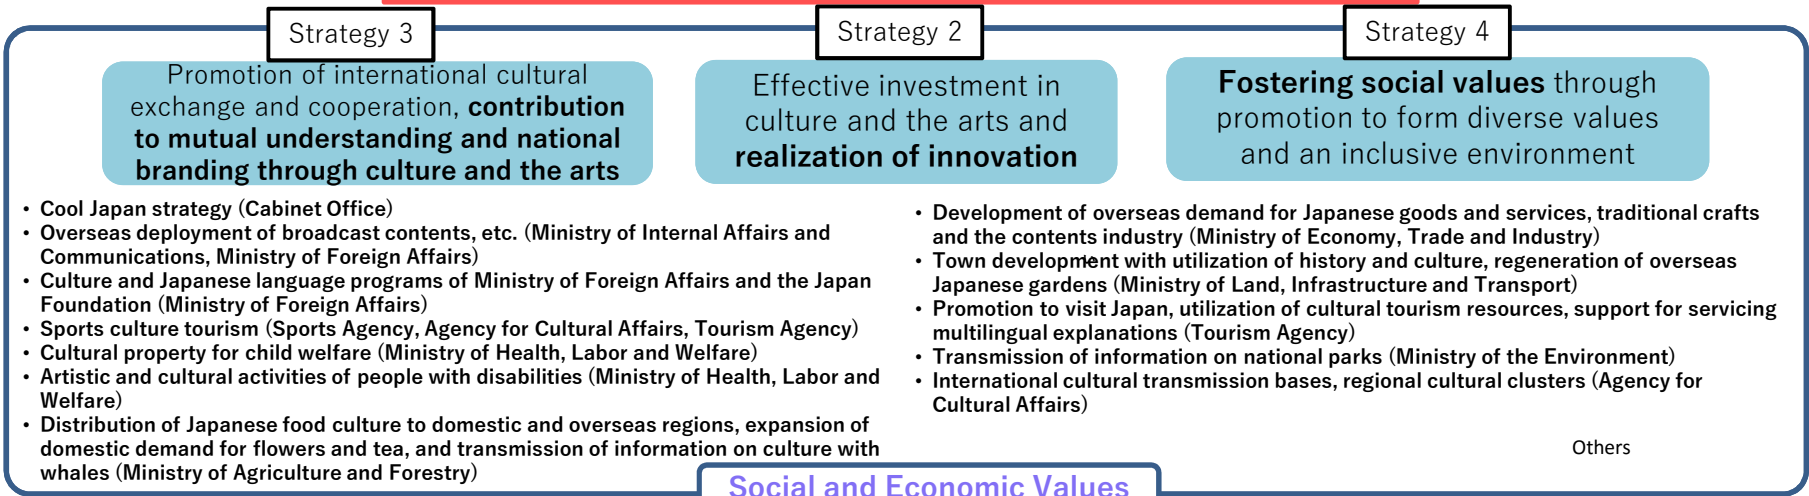 Strategy 3
Promotion of international cultural
exchange and cooperation, contribution
to mutual understanding and national
branding through culture and the arts
Strategy 2
Effective investment in
culture and the arts and
realization of innovation
Strategy 4
Fostering social values through
promotion to form diverse values
and an inclusive environment
• Cool Japan strategy (Cabinet Office)
• Overseas deployment of broadcast contents, etc. (Ministry of Internal Affairs and
Communications, Ministry of Foreign Affairs)
• Culture and Japanese language programs of Ministry of Foreign Affairs and the Japan
Foundation (Ministry of Foreign Affairs)
• Sports culture tourism (Sports Agency, Agency for Cultural Affairs, Tourism Agency)
• Cultural property for child welfare (Ministry of Health, Labor and Welfare)
• Artistic and cultural activities of people with disabilities (Ministry of Health, Labor and
Welfare)
• Distribution of Japanese food culture to domestic and overseas regions, expansion of
domestic demand for flowers and tea, and transmission of information on culture with
whales (Ministry of Agriculture and Forestry)
• Development of overseas demand for Japanese goods and services, traditional crafts
and the contents industry (Ministry of Economy, Trade and Industry)
• Town development with utilization of history and culture, regeneration of overseas
Japanese gardens (Ministry of Land, Infrastructure and Transport)
• Promotion to visit Japan, utilization of cultural tourism resources, support for servicing
multilingual explanations (Tourism Agency)
• Transmission of information on national parks (Ministry of the Environment)
• International cultural transmission bases, regional cultural clusters (Agency for
Cultural Affairs)
Others
Social and Economic Values